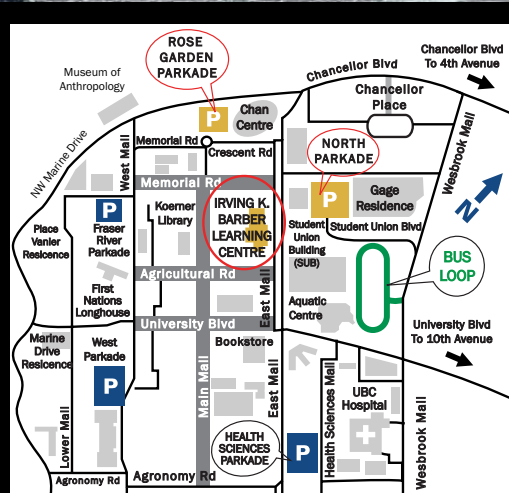 ROSE
GARDEN
PARKADE
Chancellor Blvd
To 4th Avenue
Chancellor Blvd
Museum of
Anthropology
Chancellor
Place
P
Chan
Centre
NW Marine Drive
West Mall
Memorial Rd
Crescent Rd
NORTH
PARKADE
Wesbrook Mall
Memorial Rd
P
Gage
Residence
N
P
Koerner
Library
IRVING K.
BARBER
LEARNING
CENTRE
Place
Vanier
Resicence
Fraser
River
Parkade
Student
Union
Building
(SUB)
Student Union Blvd
BUS
LOOP
Agricultural Rd
East Mall
First
Nations
Longhouse
Aquatic
Centre
University Blvd
University Blvd
To 10th Avenue
Marine
Drive
Resicence
West
Parkade
Bookstore
P
Main Mall
East Mall
Health Sciences Mall
UBC
Hospital
Lower Mall
HEALTH
SCIENCES
PARKADE
P
Wesbrook Mall
Agronomy Rd
Agronomy Rd